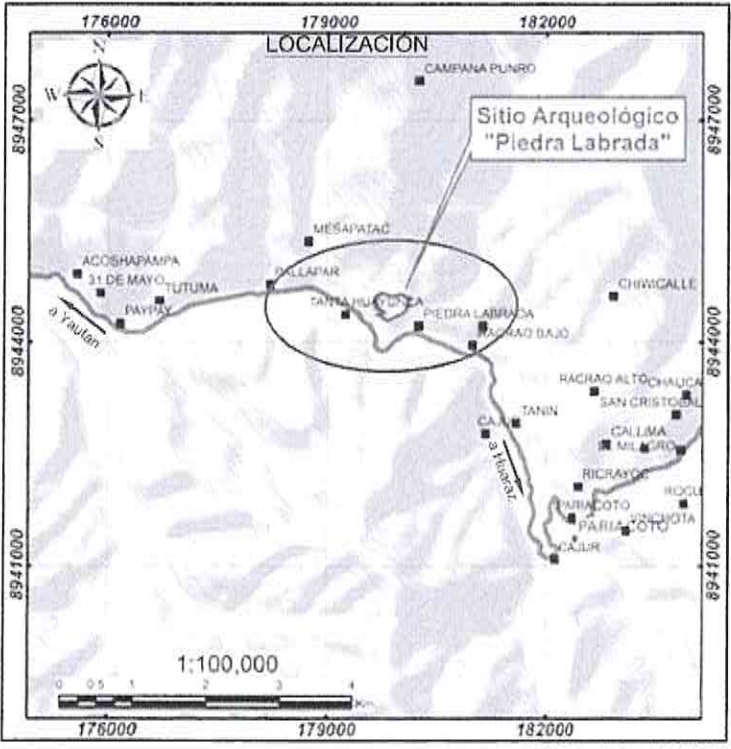 176000 179000 182000
LOCALIZACIÓN
N
W E
CAMPANA PUNRO
Sitio Arqueológico
"Piedra Labrada"
8947000 8947000
MESAPATAC
ACOSHAPAMPA
31 DE MAYO
TUTUMA
PAYPAY
a Yautan
PALLAPAR
PIEDRA LABRADA
RACRAO BAJO
CHIWICALLE
8944000 8944000
RACRAO ALTO
SAN CRISTOBAL
TANIN
CALLIMA
MILAGRO
a Huaraz
RICRAYOC
PARIACOTO
PARIACOTO
CAJUR
8941000 8941000
1:100,000
0 0.5 1 2 3 4
Km
176000 179000 182000